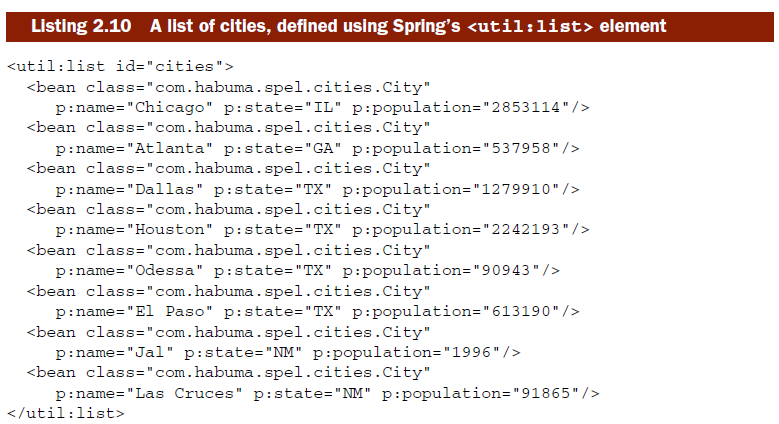 Listing 2.10 A list of cities, defined using Spring's <util:list> element
<util:list id="cities">
<bean class="com.habuma.spel.cities.City"
p:name="Chicago" p:state="IL" p:population="2853114"/>
<bean class="com.habuma.spel.cities.City"
p:name="Atlanta" p:state="GA" p:population="537958"/>
<bean class="com.habuma.spel.cities.City"
p:name="Dallas" p:state="TX" p:population="1279910"/>
<bean class="com.habuma.spel.cities.City"
p:name="Houston" p:state="TX" p:population="2242193"/>
<bean class="com.habuma.spel.cities.City"
p:name="Odessa" p:state="TX" p:population="90943"/>
<bean class="com.habuma.spel.cities.City"
p:name="El Paso" p:state="TX" p:population="613190"/>
<bean class="com.habuma.spel.cities.City"
p:name="Jal" p:state="NM" p:population="1996"/>
<bean class="com.habuma.spel.cities.City"
p:name="Las Cruces" p:state="NM" p:population="91865"/>
</util:list>